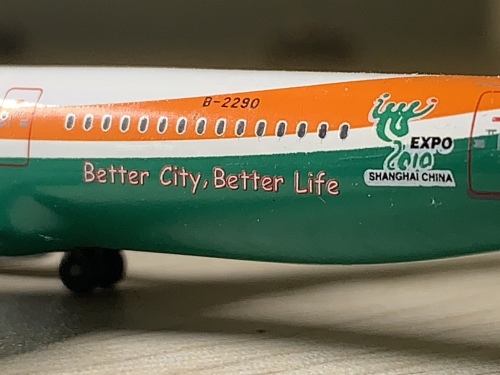 B-2290
Better City, Better Life
EXPO
2010
SHANGHAI CHINA